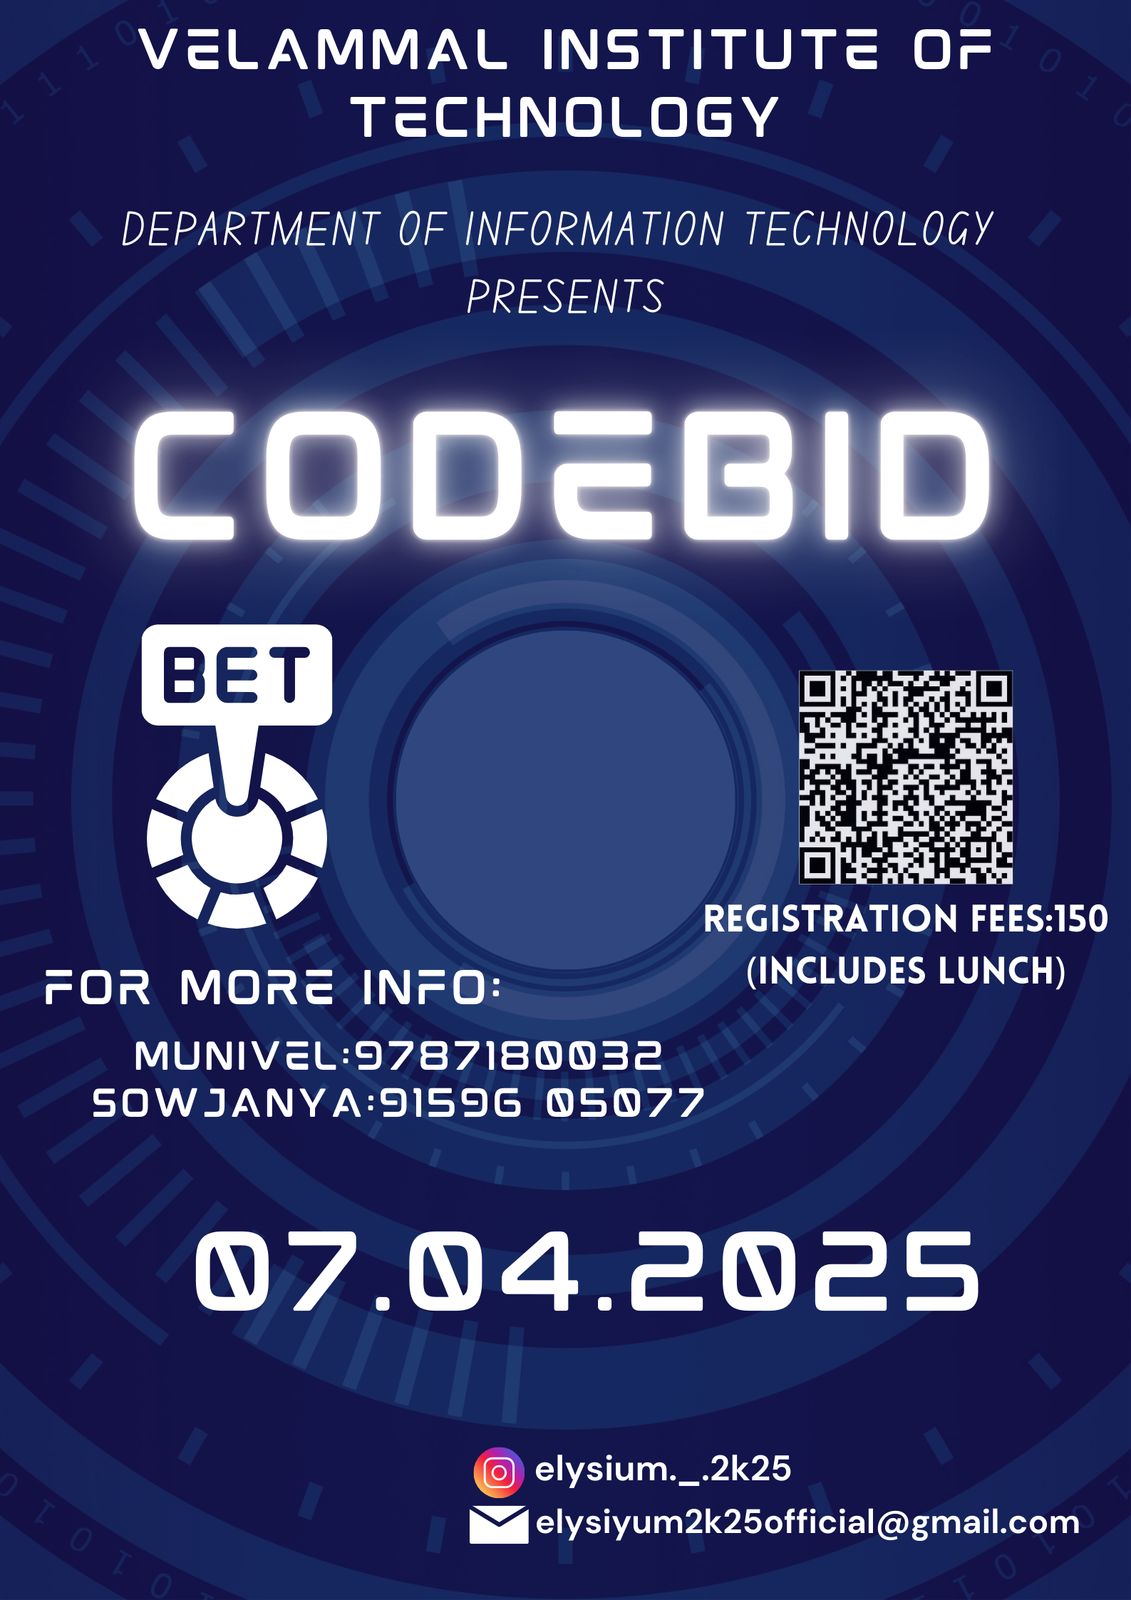 VELAMMAL INSTITUTE OF
TECHNOLOGY
DEPARTMENT OF INFORMATION TECHNOLOGY
PRESENTS
CODEBID
BET
REGISTRATION FEES:150
(INCLUDES LUNCH)
FOR MORE INFO:
MUNIVEL:9787180032
SOWJANYA:91596 05077
07.04.2025
elysium._.2k25
elysiyum2k25official@gmail.com